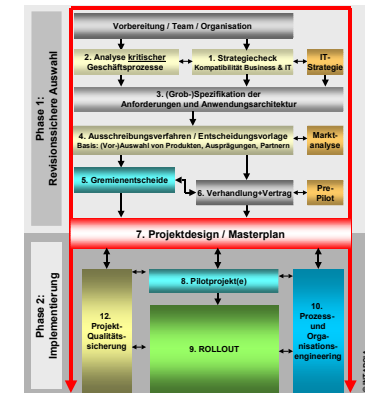 Phase 1:
Revisionssichere Auswahl
Vorbereitung / Team / Organisation
2. Analyse kritischer
Geschäftsprozesse
1. Strategiecheck
Kompatibilität Business & IT
IT-
Strategie
3. (Grob-)Spezifikation der
Anforderungen und Anwendungsarchitektur
4. Ausschreibungsverfahren / Entscheidungsvorlage
Basis: (Vor-)Auswahl von Produkten, Ausprägungen, Partnern
Markt-
analyse
5. Gremienentscheide
6. Verhandlung+Vertrag
Pre-
Pilot
7. Projektdesign / Masterplan
Phase 2:
Implementierung
12.
Projekt-
Qualitäts-
sicherung
8. Pilotprojekt(e)
9. ROLLOUT
10.
Prozess-
und
Orga-
nisations-
engineering